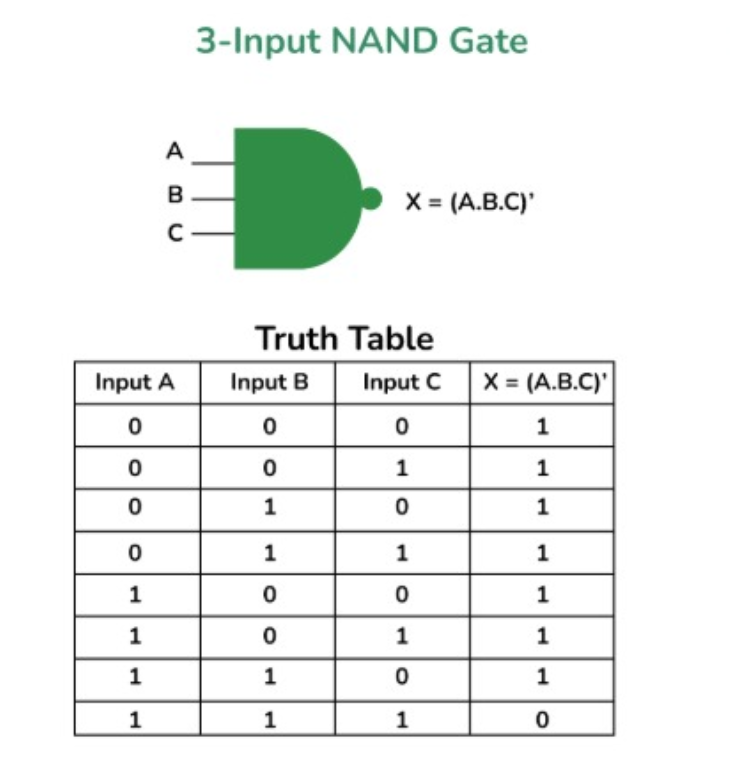 3-Input NAND Gate
A
B
X = (A.B.C)’
C
Truth Table
Input A Input B Input C X = (A.B.C)’
0 0 0 1
0 0 1 1
0 1 0 1
0 1 1 1
1 0 0 1
1 0 1 1
1 1 0 1
1 1 1 0